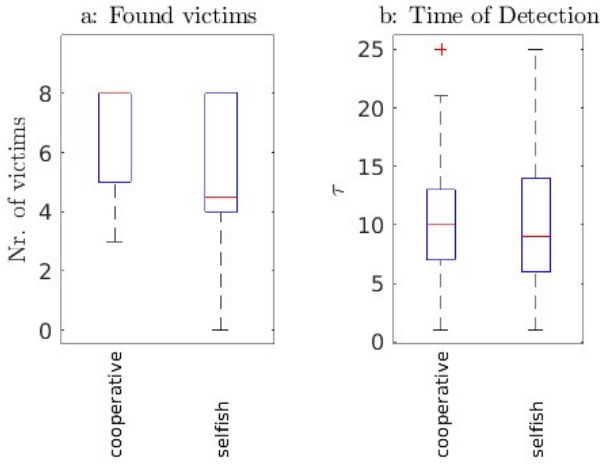 a: Found victims
Nr. of victims
8
6
4
2
0
cooperative
selfish
b: Time of Detection
τ
25
20
15
10
5
0
cooperative
selfish